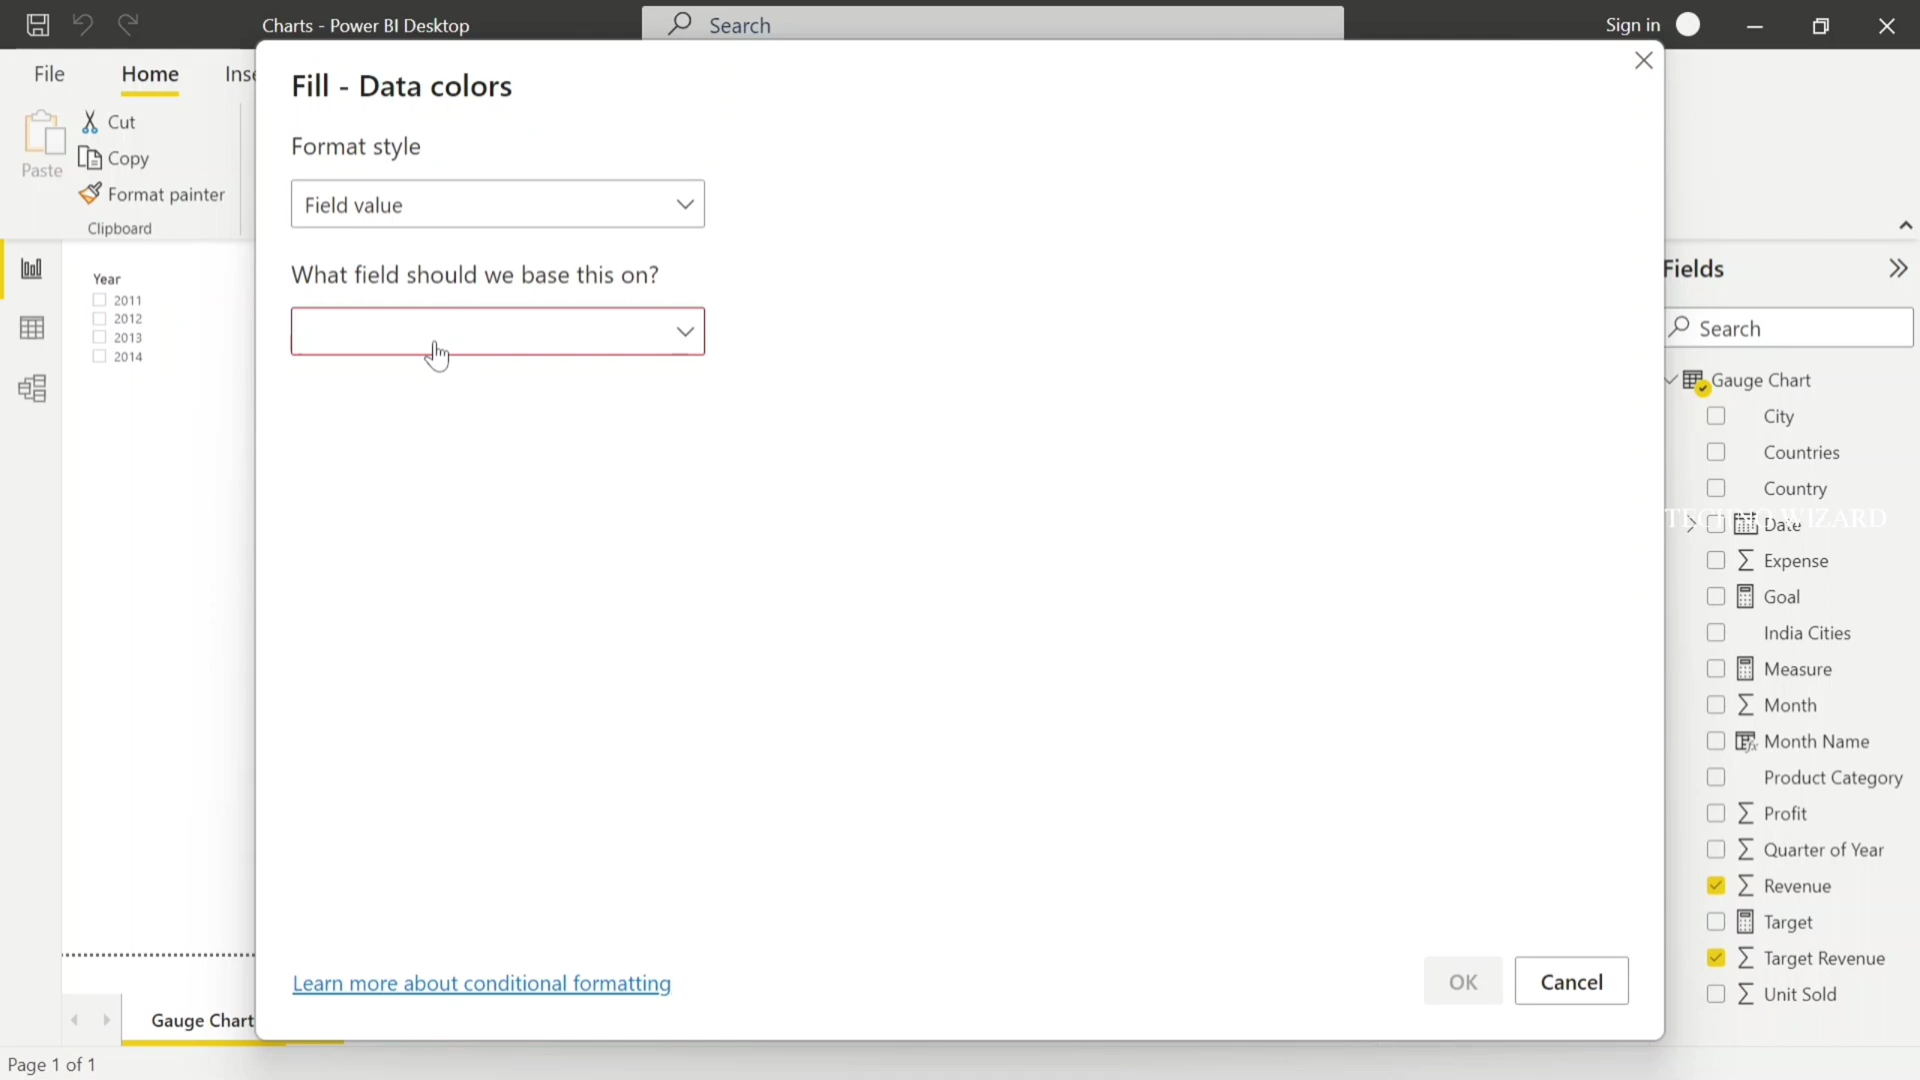 Charts - Power BI Desktop
Search
Sign in
File
Home
Inse
Paste
Cut
Copy
Format painter
Clipboard
Fill - Data colors
Format style
Field value
What field should we base this on?
Year
2011
2012
2013
2014
Fields
Search
Gauge Chart
City
Countries
Country
TECHNO WIZARD
Date
Expense
Goal
India Cities
Measure
Month
Month Name
Product Category
Profit
Quarter of Year
Revenue
Target
Target Revenue
Unit Sold
Learn more about conditional formatting
OK
Cancel
Gauge Chart
Page 1 of 1